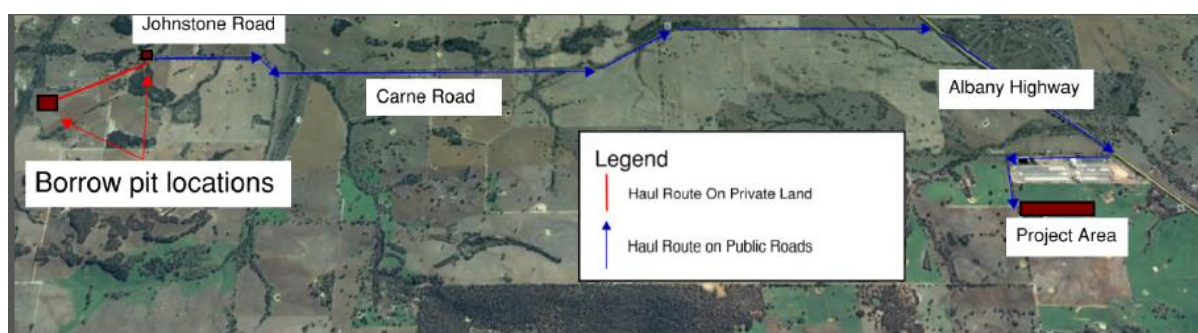 Johnstone Road
Carne Road
Albany Highway
Borrow pit locations
Legend
Haul Route On Private Land
Haul Route on Public Roads
Project Area